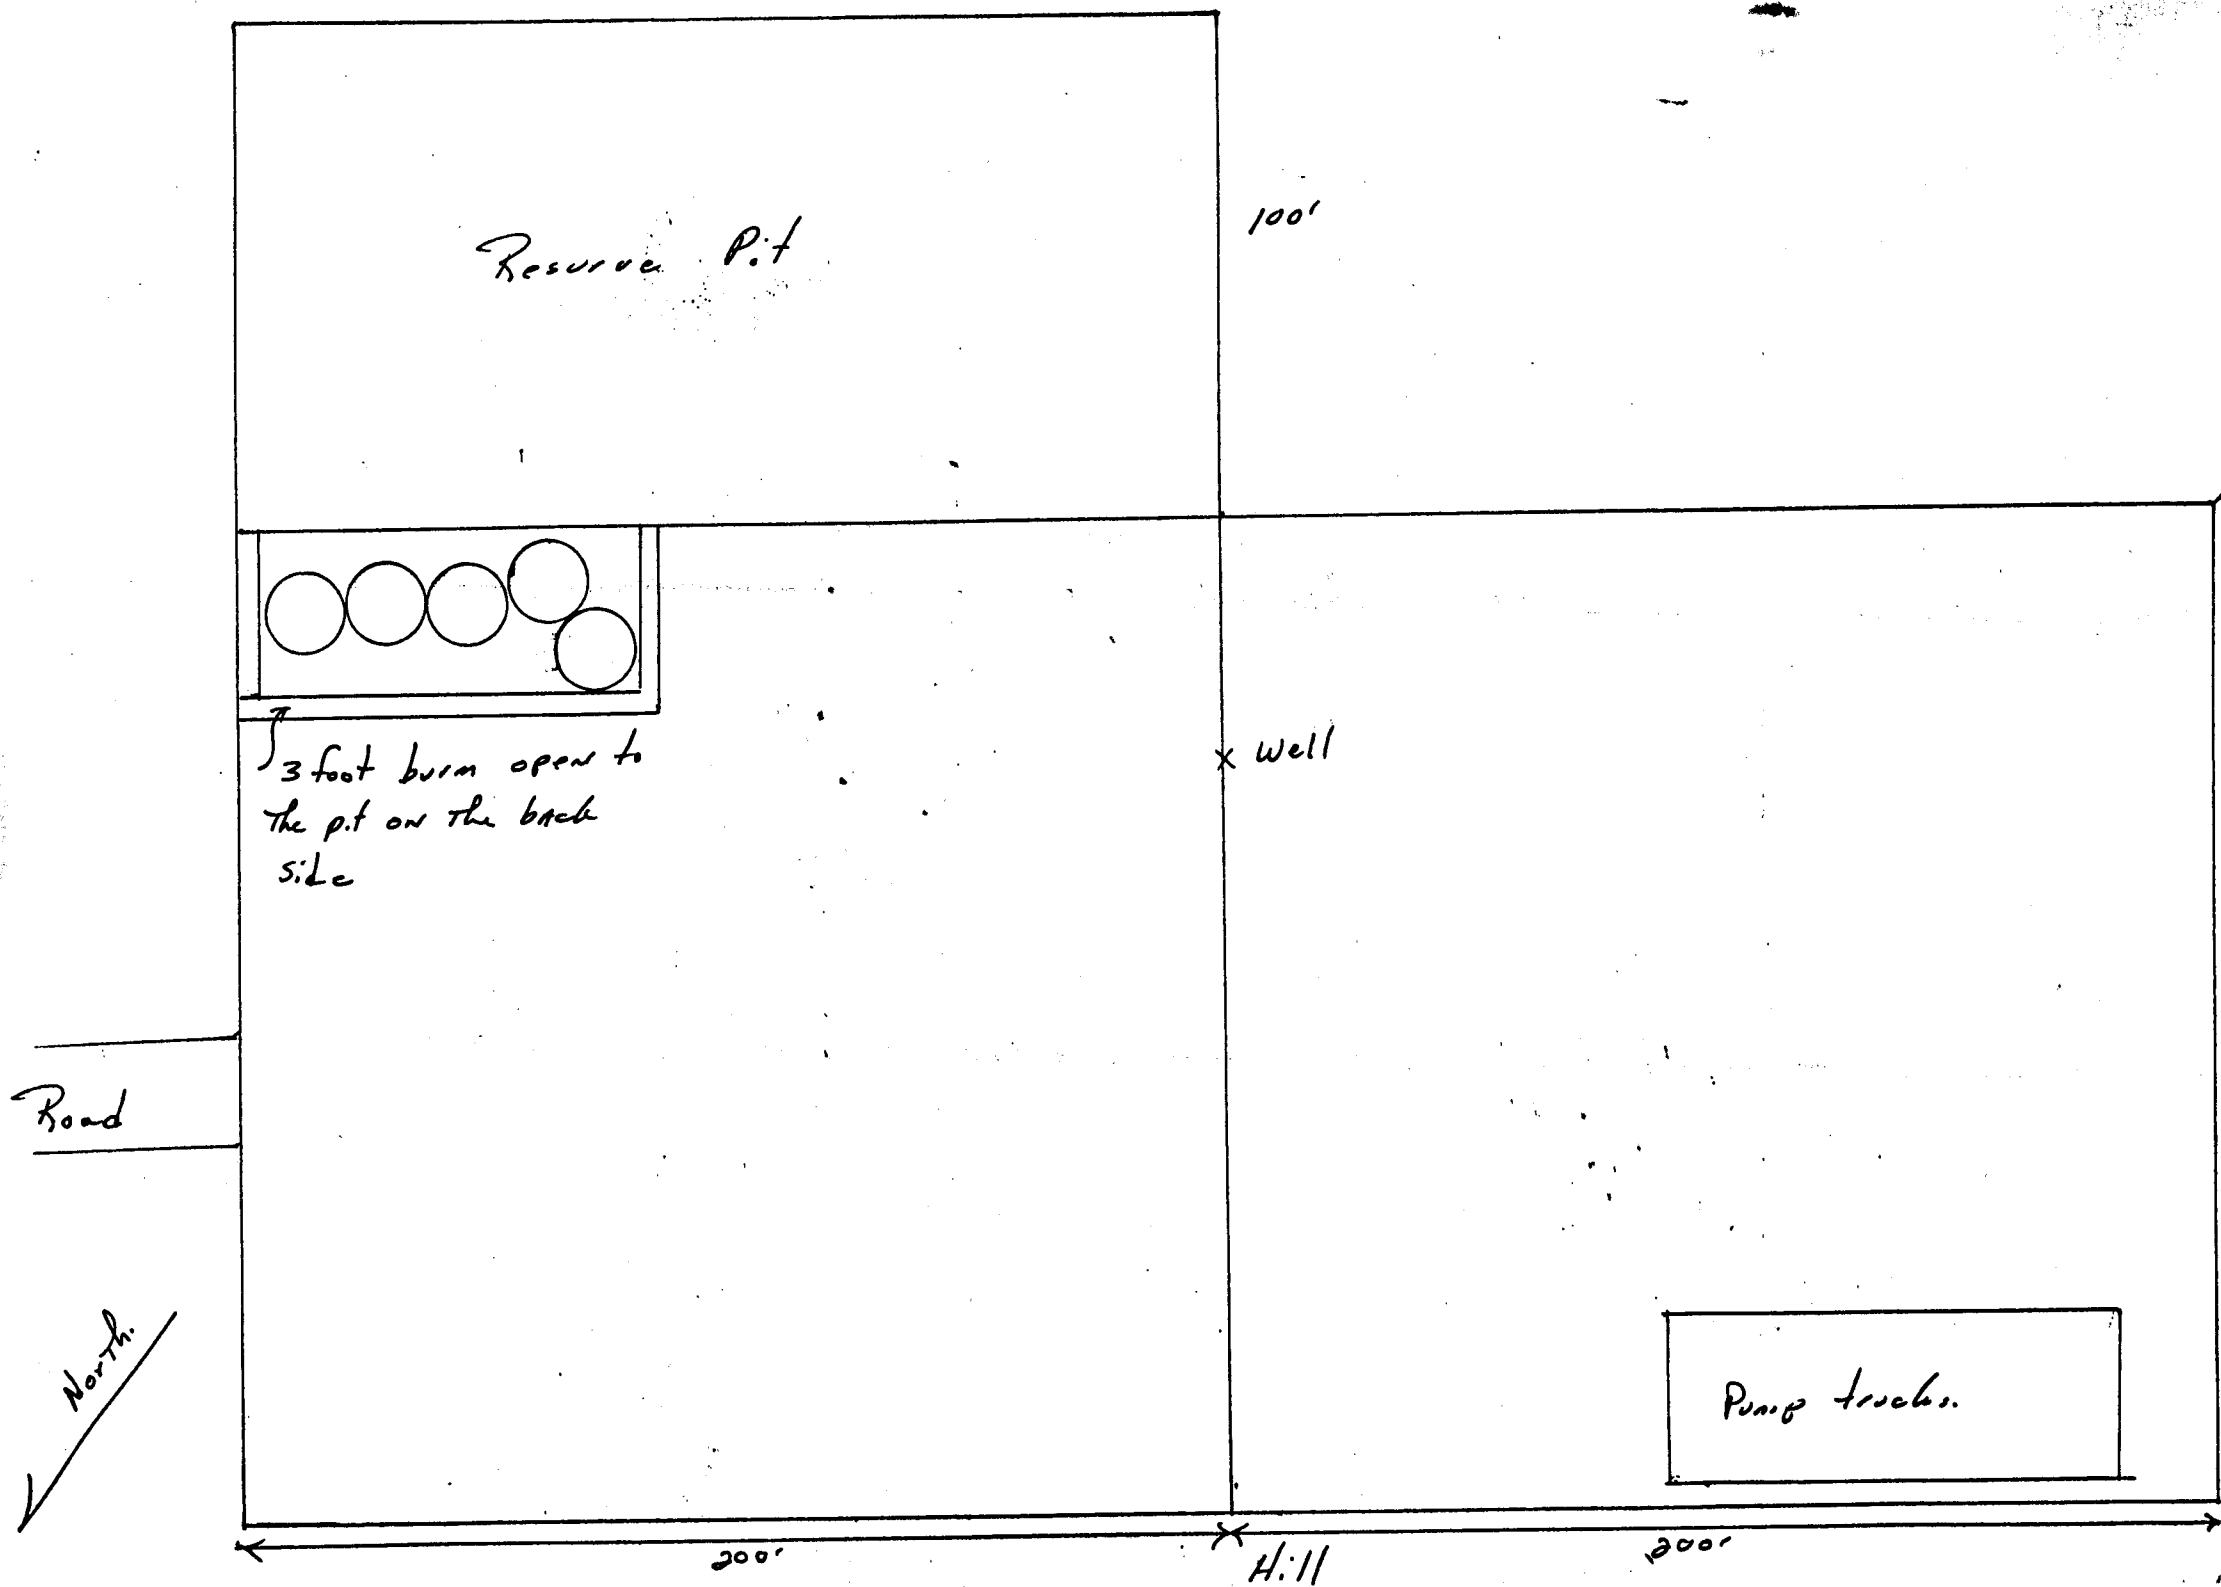 Resurve Pit
100'
Well
3 foot burm open to
the pit on the back
side
Road
North.
Pump trucks.
200'
200'
Hill